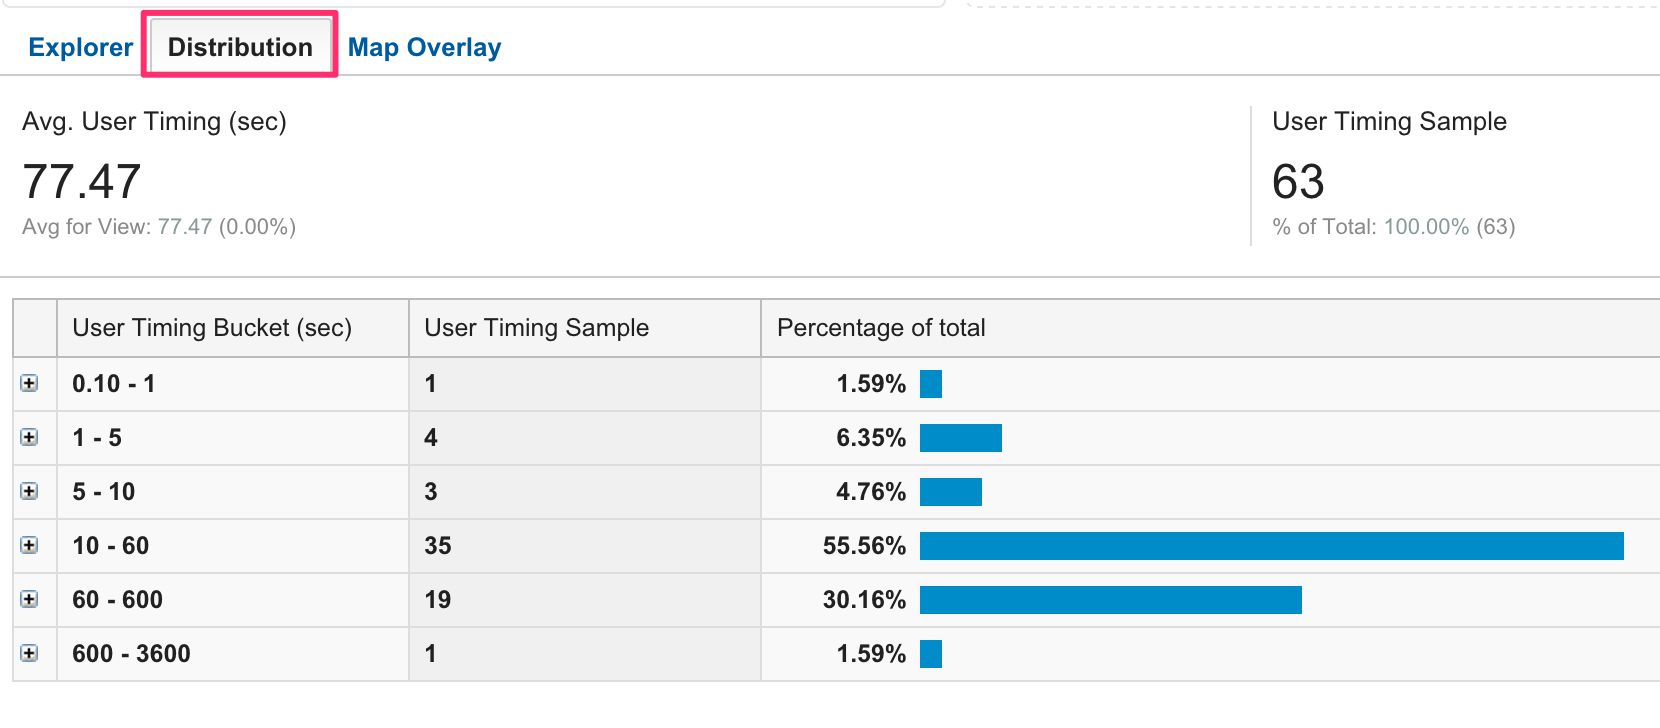 Explorer Distribution Map Overlay
Avg. User Timing (sec)
77.47
Avg for View: 77.47 (0.00%)
User Timing Sample
63
% of Total: 100.00% (63)
User Timing Bucket (sec) User Timing Sample Percentage of total
0.10 - 1 1 1.59%
1 - 5 4 6.35%
5 - 10 3 4.76%
10 - 60 35 55.56%
60 - 600 19 30.16%
600 - 3600 1 1.59%